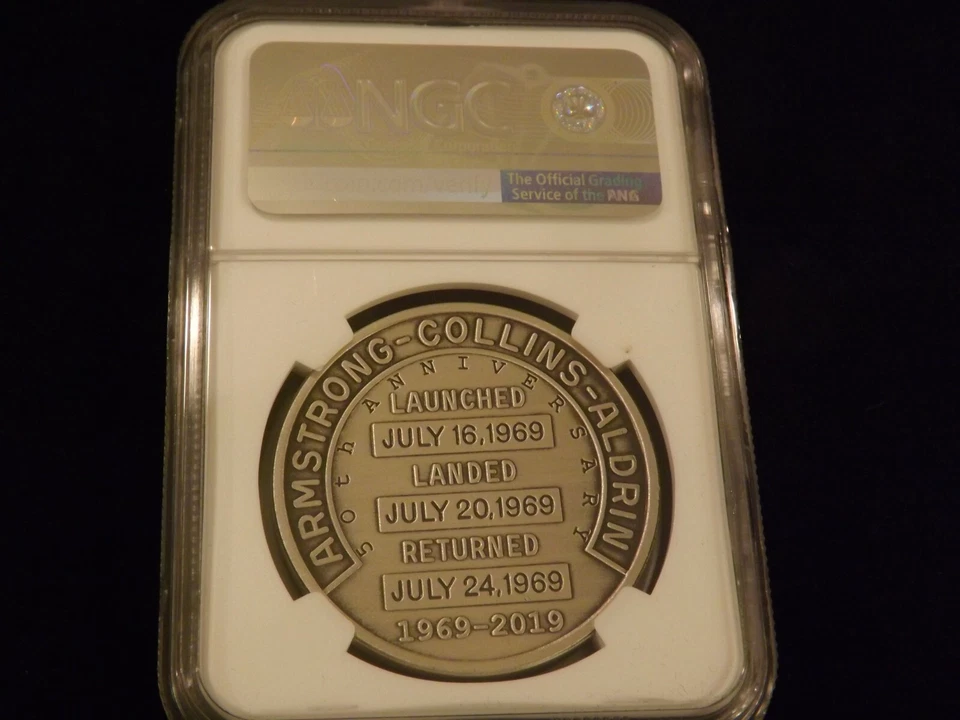 NGC
The Official Grading
Service of the PNG
ARMSTRONG-COLLINS-ALDRIN
50th ANNIVERSARY
LAUNCHED
JULY 16,1969
LANDED
JULY 20,1969
RETURNED
JULY 24,1969
1969-2019